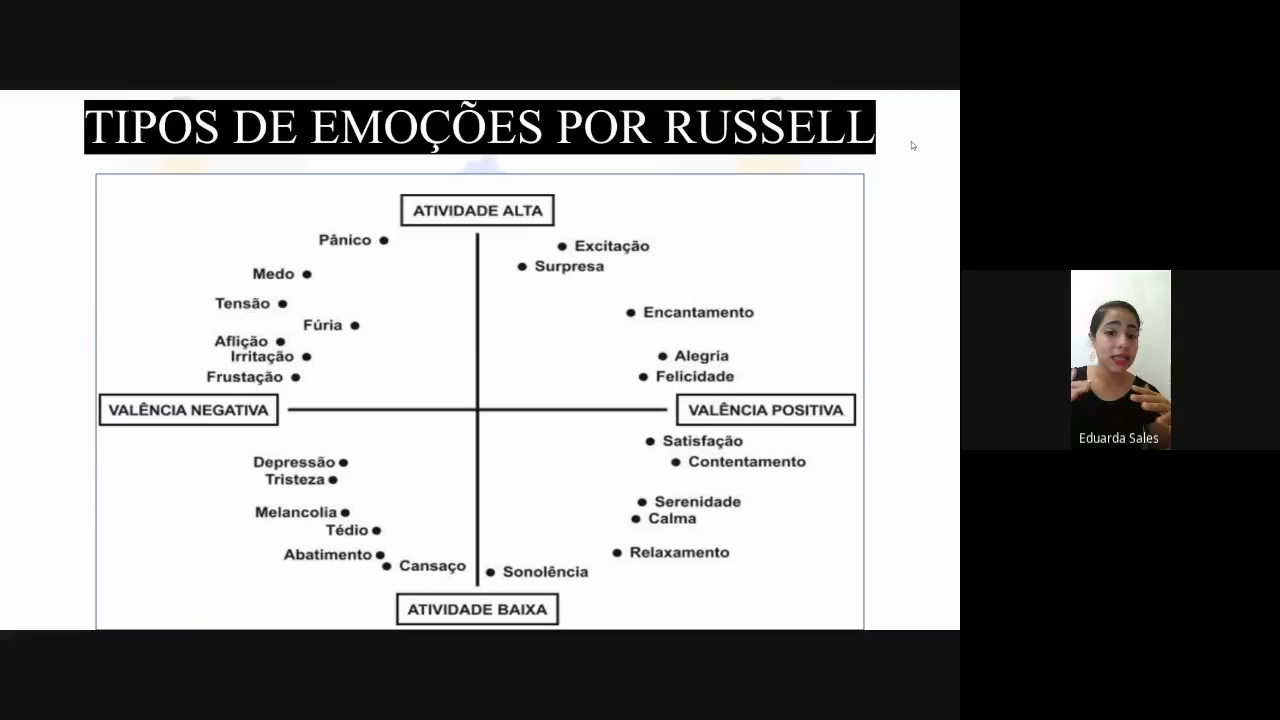 TIPOS DE EMOÇÕES POR RUSSELL
ATIVIDADE ALTA
Pânico
Excitação
Surpresa
Medo
Tensão
Encantamento
Fúria
Aflição
Irritação
Alegria
Frustação
Felicidade
VALÊNCIA NEGATIVA
VALÊNCIA POSITIVA
Satisfação
Depressão
Contentamento
Tristeza
Serenidade
Melancolia
Calma
Tédio
Abatimento
Relaxamento
Cansaço
Sonolência
ATIVIDADE BAIXA
Eduarda Sales